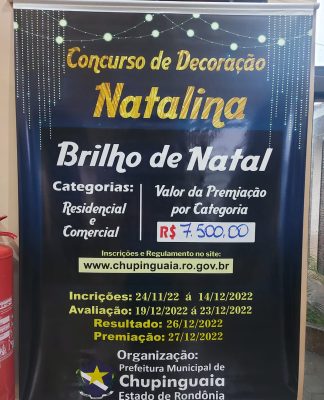 Concurso de Decoração
Natalina
Brilho de Natal
Categorias:
Residencial
e
Comercial
Valor da Premiação
por Categoria
R$ 7.500,00
Inscrições e Regulamento no site:
www.chupinguaia.ro.gov.br
Incrições: 24/11/22 á 14/12/2022
Avaliação: 19/12/2022 á 23/12/2022
Resultado: 26/12/2022
Premiação: 27/12/2022
Organização:
Prefeitura Municipal de
Chupinguaia
Estado de Rondônia